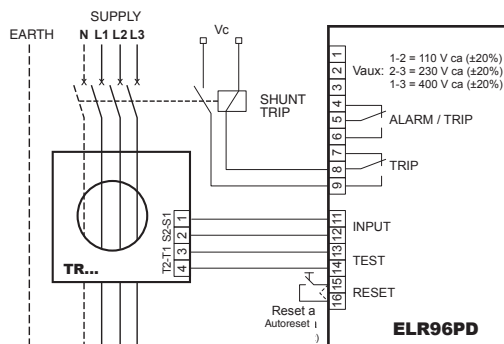 SUPPLY
EARTH
N L1 L2 L3
Vc
SHUNT
TRIP
1
2
3
4
5
6
7
8
9
1-2 = 110 V ca (±20%)
Vaux: 2-3 = 230 V ca (±20%)
1-3 = 400 V ca (±20%)
ALARM / TRIP
TRIP
TR...
T2-T1 S2-S1
1
2
3
4
11
12
13
14
15
16
INPUT
TEST
RESET
Reset a
Autoreset
)
ELR96PD